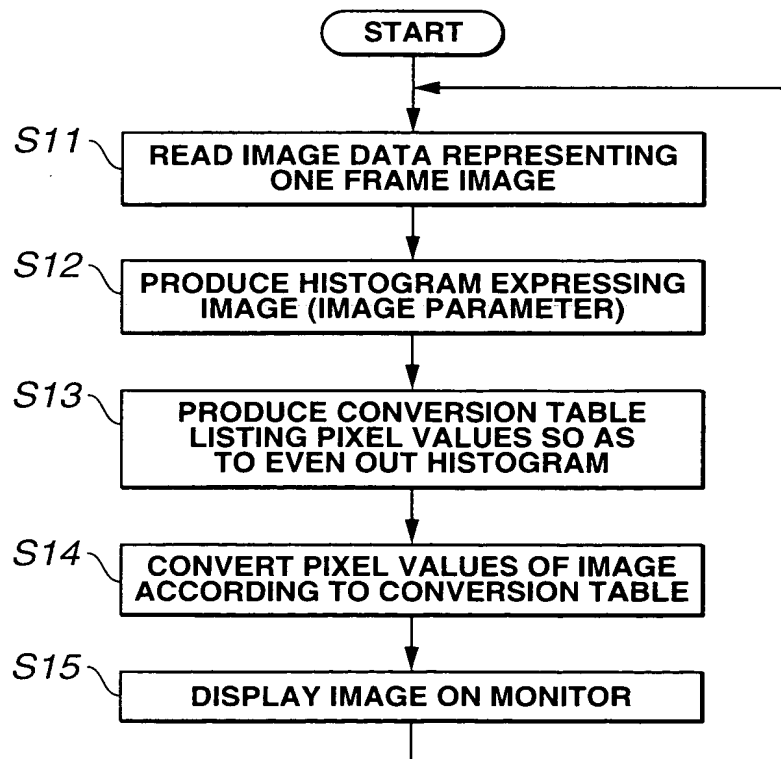 START
S11
READ IMAGE DATA REPRESENTING
ONE FRAME IMAGE
S12
PRODUCE HISTOGRAM EXPRESSING
IMAGE (IMAGE PARAMETER)
S13
PRODUCE CONVERSION TABLE
LISTING PIXEL VALUES SO AS
TO EVEN OUT HISTOGRAM
S14
CONVERT PIXEL VALUES OF IMAGE
ACCORDING TO CONVERSION TABLE
S15
DISPLAY IMAGE ON MONITOR